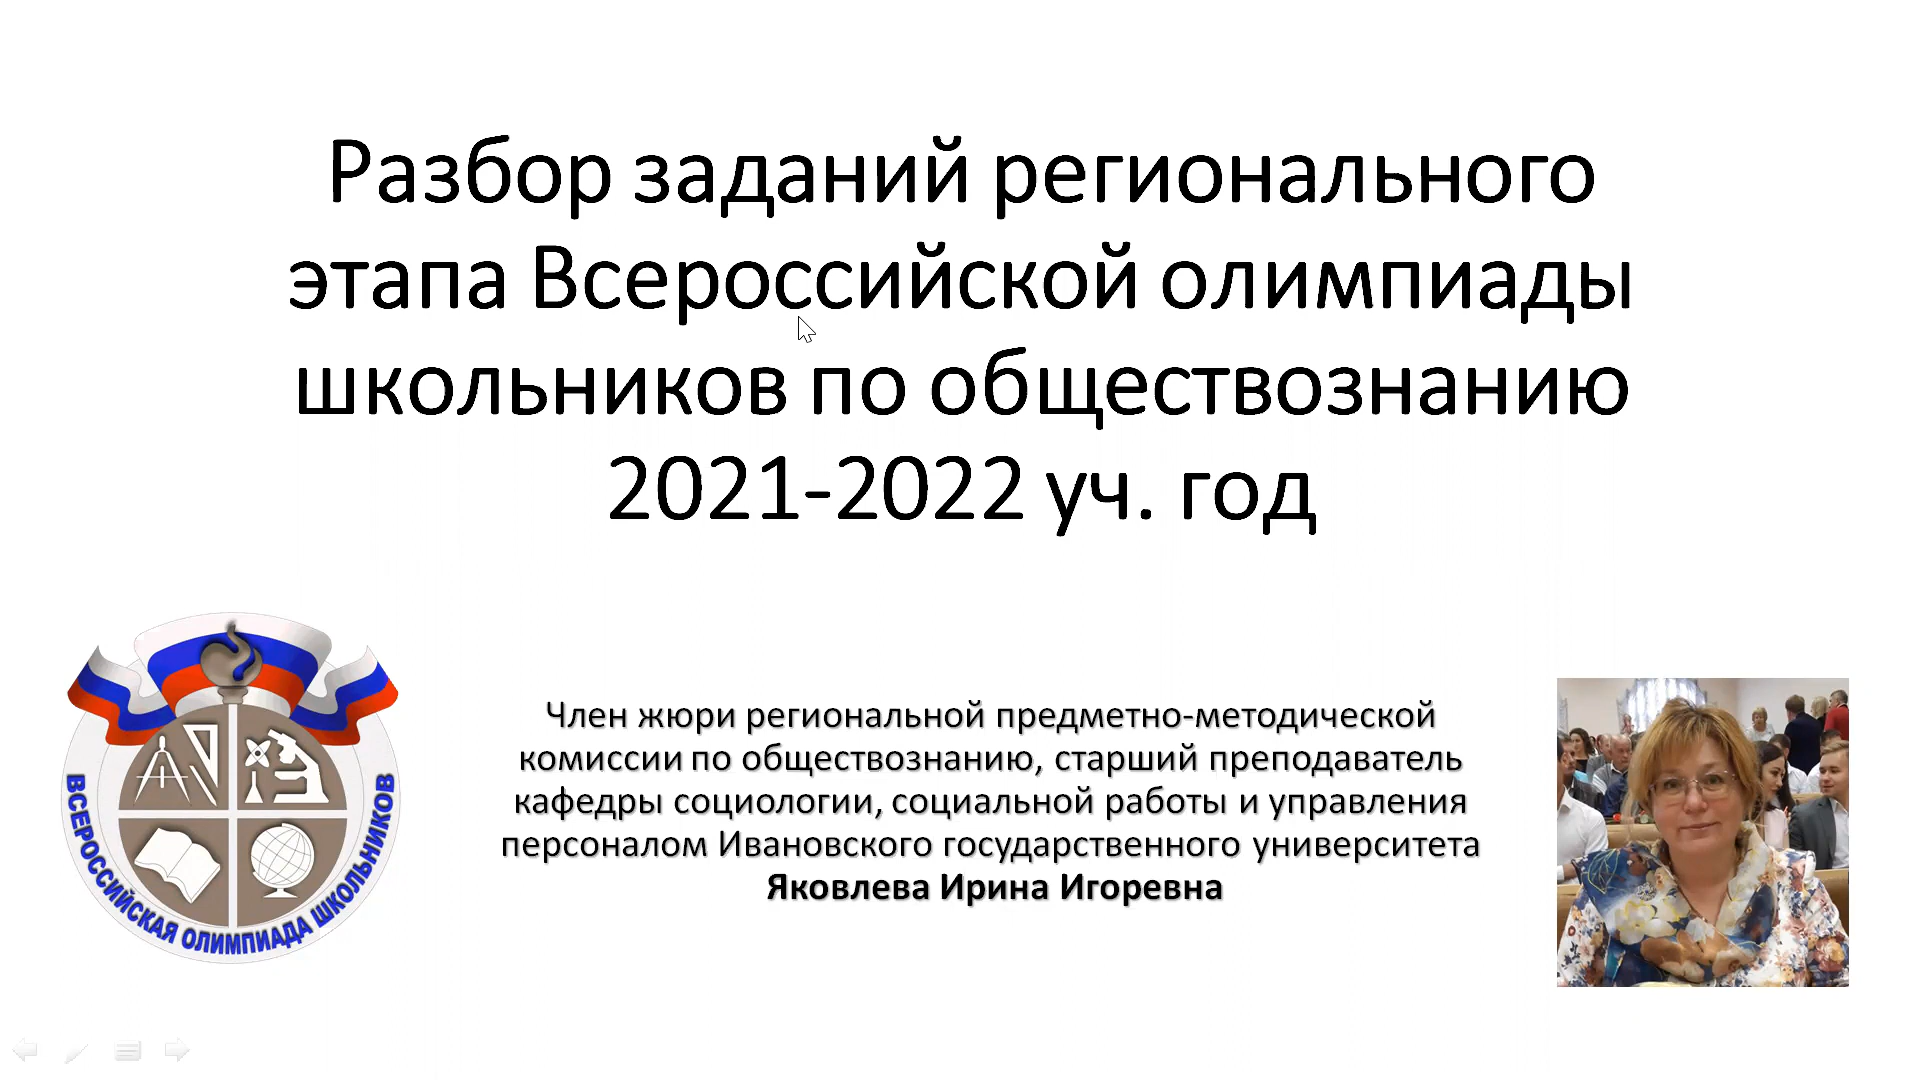 Разбор заданий регионального
этапа Всероссийской олимпиады
школьников по обществознанию
2021-2022 уч. год
Член жюри региональной предметно-методической
комиссии по обществознанию, старший преподаватель
кафедры социологии, социальной работы и управления
персоналом Ивановского государственного университета
Яковлева Ирина Игоревна
ВСЕРОССИЙСКАЯ ОЛИМПИАДА ШКОЛЬНИКОВ